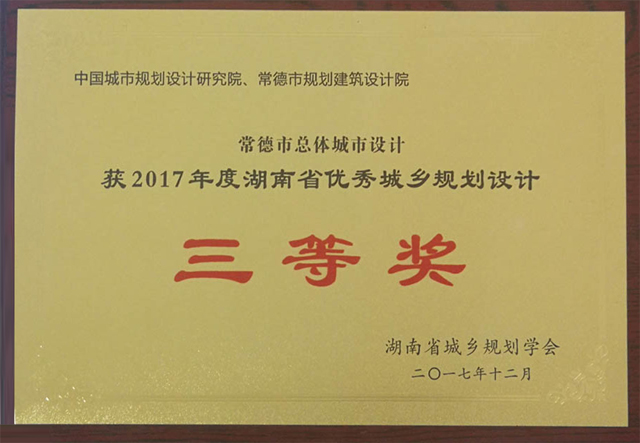 中国城市规划设计研究院、常德市规划建筑设计院
常德市总体城市设计
获2017年度湖南省优秀城乡规划设计
三等奖
湖南省城乡规划学会
二〇一七年十二月